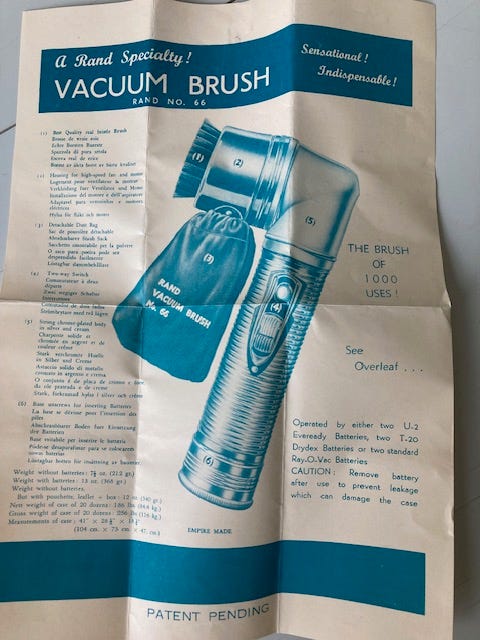 A Rand Specialty!
VACUUM BRUSH
RAND NO. 66
Sensational!
Indispensable!
(1) Best Quality real bristle Brush
Brosse de vraie soie
Echte Borsten Buerste
Spazzola di pura setola
Escova real de
Borste av äkta borst av bästa kvalitet
(2) Housing for high-speed fan and motor
Logement pour ventilateur & moteur
Verkleidung fuer Ventilator und Motor
Installazione del motore e dell'aspiratore
Adaptavel para ventoinha e motores
eléctricos
Hylsa för fläkt och motor
(3) Detachable Dust Bag
Sac de poussière détachable
Abnehmbarer Staub Sack
Sacchetto smontabile per la polvere
O saco para poeira pode ser
despendido facilmente
Löstagbar dammbehållare
(4) Two-way Switch
Commutateur à deux
départs
Zwei wegiger Schalter
Interruttore
Comutador de dois lados
Strömbrytare med två lägen
(5) Strong chrome-plated body
in silver and cream
Charpente solide et
chromée en argent et de
couleur crème
Stark verchromte Huelle
in Silber und Creme
Astuccio solido di metallo
cromato in argento e crema
O conjunto é de placa de cromo e
da côr prateada e de creme
Stark, förkromad hylsa i silver och crème
(6) Base unscrews for inserting Batteries
La base se dévisse pour l'insertion des
piles
Abschraubbarer Boden fuer Einsetzung
der Batterien
Base svitabile per inserire le batterie
Pode-se desparafusar para se colocarem
novas baterias
Löstagbar botten för insättning av batterier
Weight without batteries: 7½ oz. (212 gr.)
Weight with batteries: 13 oz. (368 gr.)
Weight without batteries.
But with pouchette, leaflet & box: 12 oz. (340 gr.)
Nett weight of case of 20 dozens: 186 lbs (84.4 kg.)
Gross weight of case of 20 dozens: 256 lbs (116 kg.)
Measurements of case: 41" ×
(104 cm. × 73 cm. × 47 cm.)
(1)
(2)
(3)
(4)
(5)
(6)
RAND
VACUUM BRUSH
No. 66
EMPIRE MADE
THE BRUSH
OF
1000
USES!
See
Overleaf . . .
Operated by either two U-2
Eveready Batteries, two T-20
Drydex Batteries or two standard
Ray-O-Vac Batteries
CAUTION: Remove battery
after use to prevent leakage
which can damage the case
PATENT PENDING